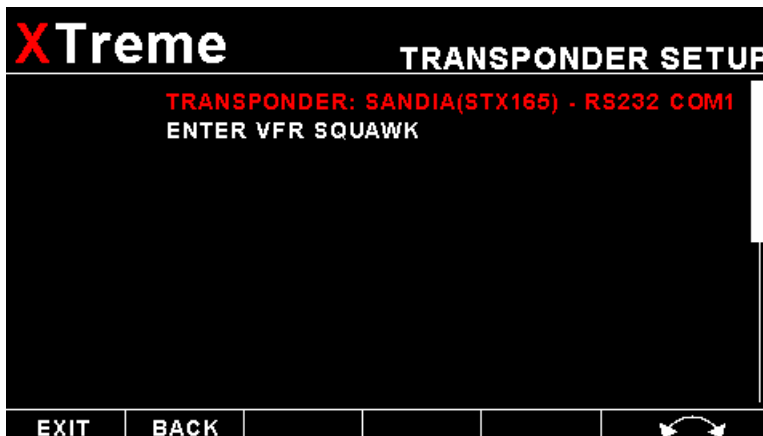 XTreme
TRANSPONDER SETUP
TRANSPONDER: SANDIA(STX165) - RS232 COM1
ENTER VFR SQUAWK
EXIT BACK